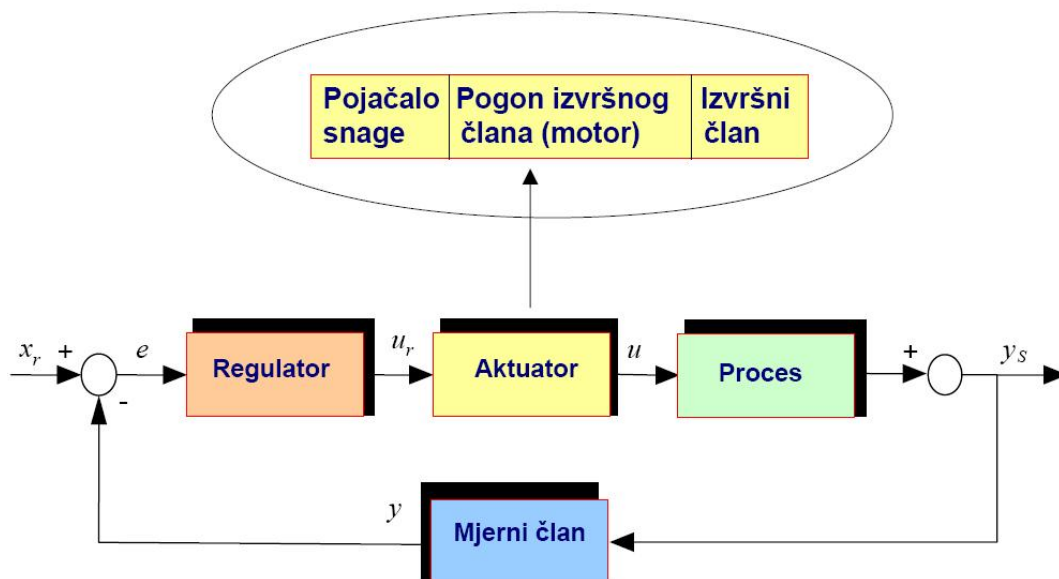 Pojačalo snage
Pogon izvršnog člana (motor)
Izvršni član
x_r
+
-
e
Regulator
u_r
Aktuator
u
Proces
+
y_S
y
Mjerni član